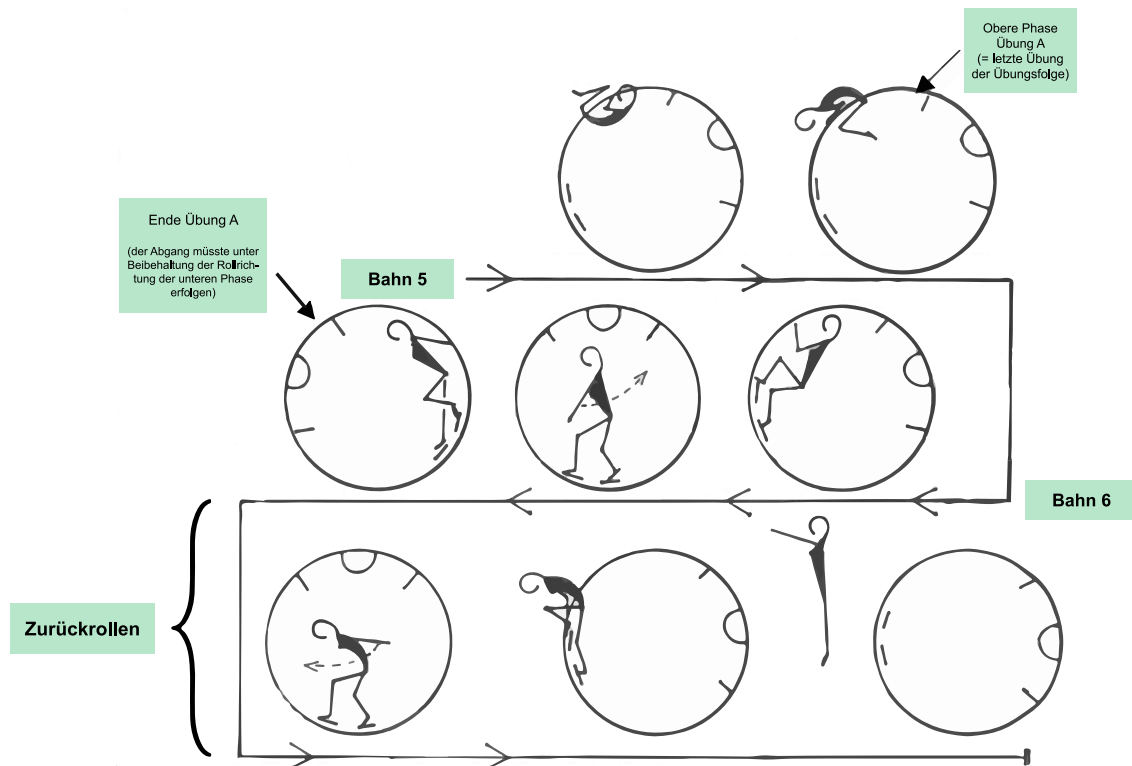 Obere Phase
Übung A
(= letzte Übung
der Übungsfolge)
Ende Übung A
(der Abgang müsste unter
Beibehaltung der Rollrich-
tung der unteren Phase
erfolgen)
Bahn 5
Bahn 6
Zurückrollen